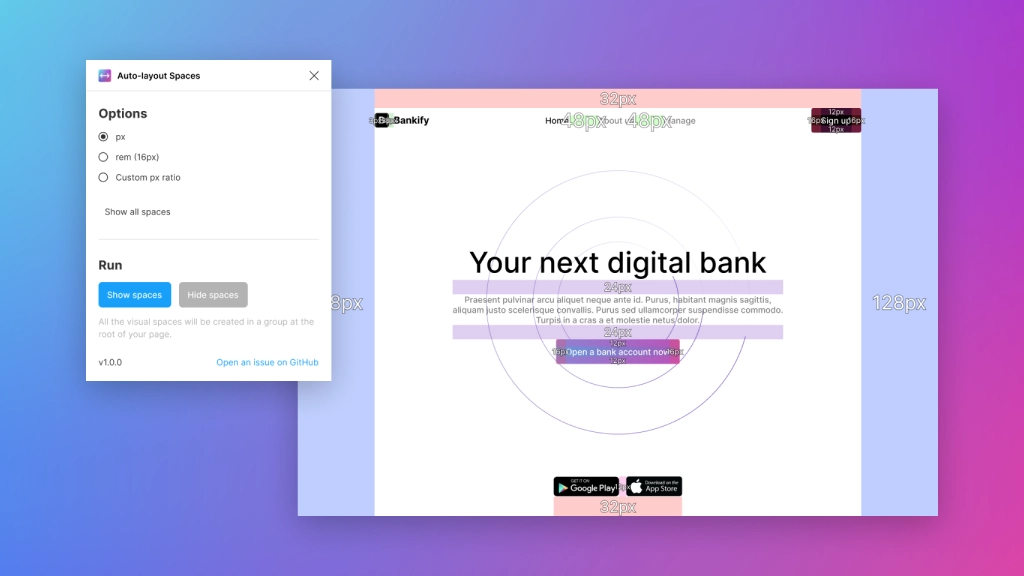 Auto-layout Spaces
Options
px
rem (16px)
Custom px ratio
Show all spaces
Run
Show spaces
Hide spaces
All the visual spaces will be created in a group at the
root of your page.
v1.0.0
Open an issue on GitHub
32px
Bankify
Home
48px
48px
12px
Sign up
16px
12px
128px
Your next digital bank
24px
Praesent pulvinar arcu aliquet neque ante id. Purus, habitant magnis sagittis,
aliquam justo scelerisque convallis. Purus sed ullamcorper suspendisse commodo.
Turpis in a cras a et molestie netus dolor.
24px
12px
16px
Open a bank account now
16px
12px
GET IT ON
Google Play
12px
Download on the
App Store
32px